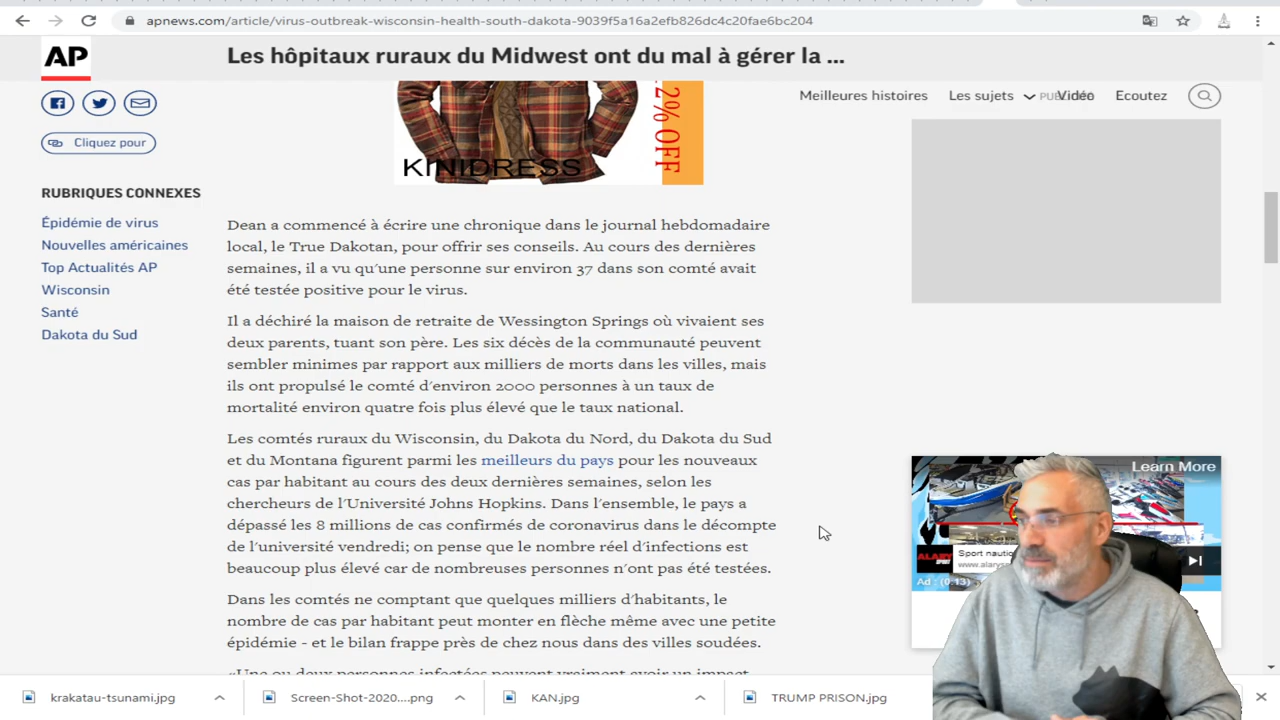 apnews.com/article/virus-outbreak-wisconsin-health-south-dakota-9039f5a16a2efb826dc4c20fae6bc204
AP
Les hôpitaux ruraux du Midwest ont du mal à gérer la ...
Meilleures histoires
Les sujets
Vidéo
Ecoutez
2% OFF
KINIDRESS
Cliquez pour
RUBRIQUES CONNEXES
Épidémie de virus
Nouvelles américaines
Top Actualités AP
Wisconsin
Santé
Dakota du Sud
Dean a commencé à écrire une chronique dans le journal hebdomadaire
local, le True Dakotan, pour offrir ses conseils. Au cours des dernières
semaines, il a vu qu'une personne sur environ 37 dans son comté avait
été testée positive pour le virus.
Il a déchiré la maison de retraite de Wessington Springs où vivaient ses
deux parents, tuant son père. Les six décès de la communauté peuvent
sembler minimes par rapport aux milliers de morts dans les villes, mais
ils ont propulsé le comté d'environ 2000 personnes à un taux de
mortalité environ quatre fois plus élevé que le taux national.
Les comtés ruraux du Wisconsin, du Dakota du Nord, du Dakota du Sud
et du Montana figurent parmi les meilleurs du pays pour les nouveaux
cas par habitant au cours des deux dernières semaines, selon les
chercheurs de l'Université Johns Hopkins. Dans l'ensemble, le pays a
dépassé les 8 millions de cas confirmés de coronavirus dans le décompte
de l'université vendredi; on pense que le nombre réel d'infections est
beaucoup plus élevé car de nombreuses personnes n'ont pas été testées.
Dans les comtés ne comptant que quelques milliers d'habitants, le
nombre de cas par habitant peut monter en flèche même avec une petite
épidémie - et le bilan frappe près de chez nous dans des villes soudées.
«Une ou deux personnes infectées peuvent vraiment avoir un impact
Learn More
Sport nautiq
www.alarys
Ad : (0:13)
krakatau-tsunami.jpg
Screen-Shot-2020....png
KAN.jpg
TRUMP PRISON.jpg